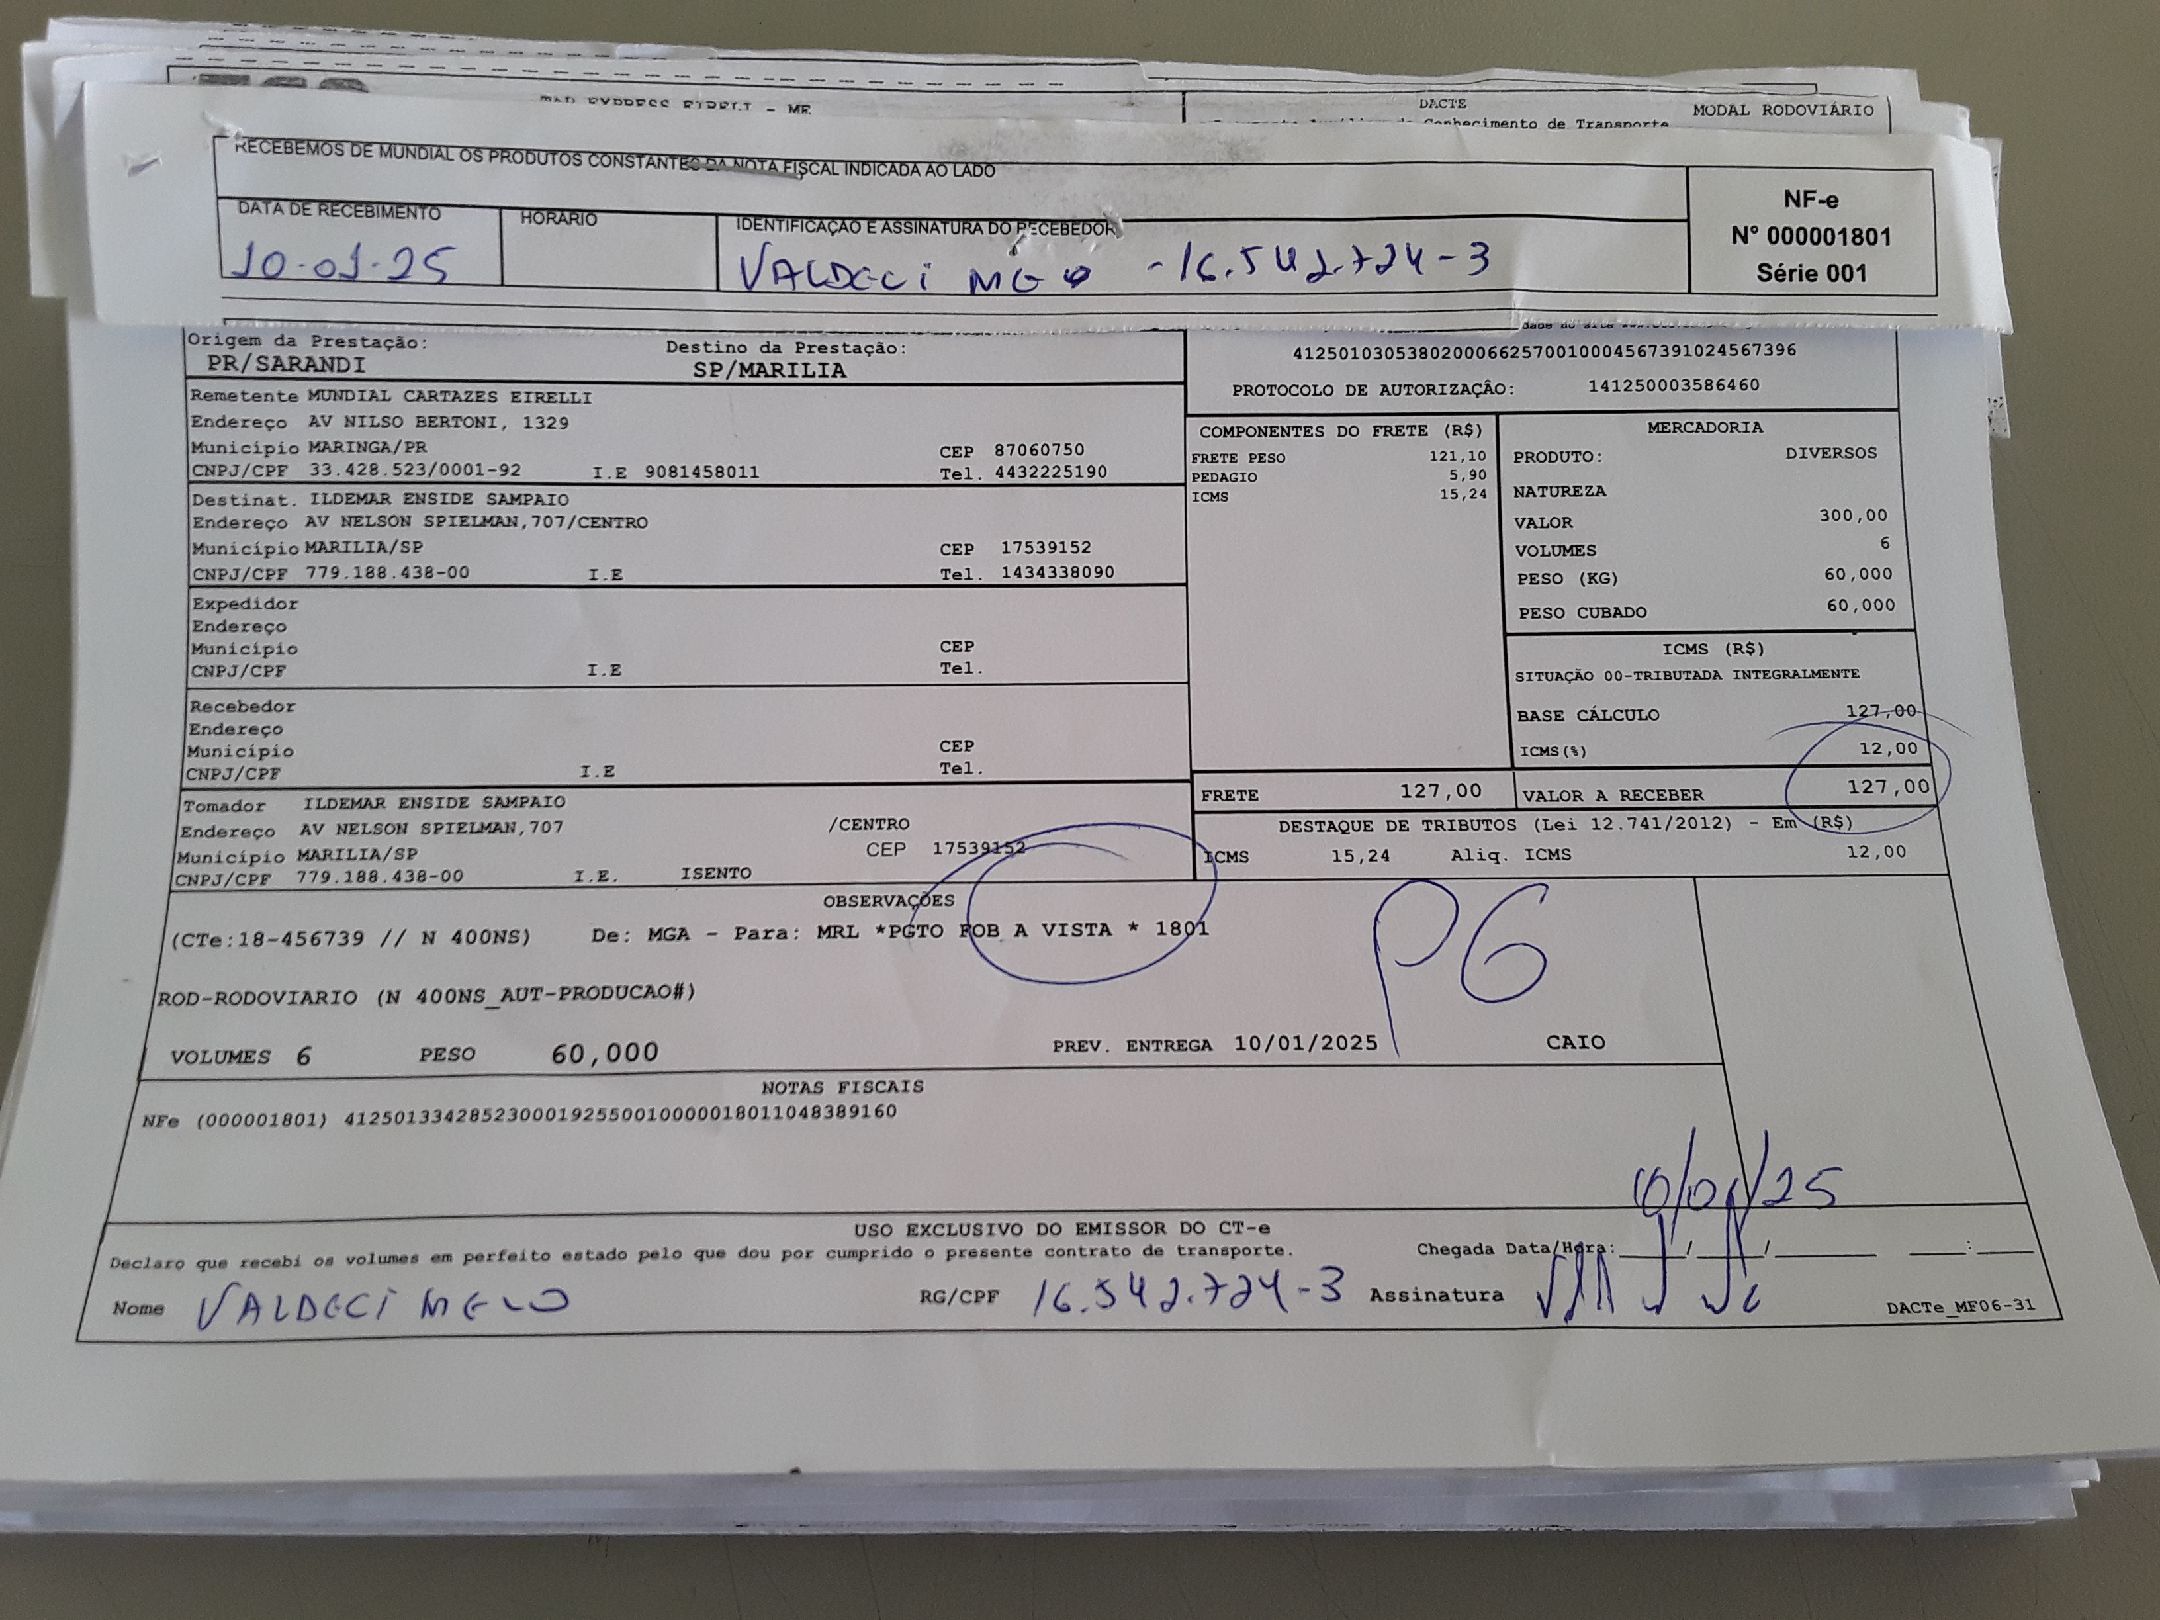 EXPRESS EIRELI - ME
DACTE
MODAL RODOVIÁRIO
Conhecimento de Transporte
RECEBEMOS DE MUNDIAL OS PRODUTOS CONSTANTES DA NOTA FISCAL INDICADA AO LADO
DATA DE RECEBIMENTO
10-01-25
HORÁRIO
IDENTIFICAÇÃO E ASSINATURA DO RECEBEDOR
VALDECI MELO - 16.542.724-3
NF-e
Nº 000001801
Série 001
Origem da Prestação:
PR/SARANDI
Destino da Prestação:
SP/MARILIA
41250103053802000662570010004567391024567396
PROTOCOLO DE AUTORIZAÇÂO: 141250003586460
Remetente MUNDIAL CARTAZES EIRELLI
Endereço AV NILSO BERTONI, 1329
Município MARINGA/PR CEP 87060750
CNPJ/CPF 33.428.523/0001-92 I.E 9081458011 Tel. 4432225190
Destinat. ILDEMAR ENSIDE SAMPAIO
Endereço AV NELSON SPIELMAN,707/CENTRO
Município MARILIA/SP CEP 17539152
CNPJ/CPF 779.188.438-00 I.E Tel. 1434338090
Expedidor
Endereço
Município CEP
CNPJ/CPF I.E Tel.
Recebedor
Endereço
Município CEP
CNPJ/CPF I.E Tel.
Tomador ILDEMAR ENSIDE SAMPAIO
Endereço AV NELSON SPIELMAN,707 /CENTRO
Município MARILIA/SP CEP 17539152
CNPJ/CPF 779.188.438-00 I.E. ISENTO
COMPONENTES DO FRETE (R$)
FRETE PESO 121,10
PEDAGIO 5,90
ICMS 15,24
MERCADORIA
PRODUTO: DIVERSOS
NATUREZA
VALOR 300,00
VOLUMES 6
PESO (KG) 60,000
PESO CUBADO 60,000
ICMS (R$)
SITUAÇÃO 00-TRIBUTADA INTEGRALMENTE
BASE CÁLCULO 127,00
ICMS(%) 12,00
FRETE 127,00 VALOR A RECEBER 127,00
DESTAQUE DE TRIBUTOS (Lei 12.741/2012) - Em (R$)
ICMS 15,24 Aliq. ICMS 12,00
OBSERVAÇÕES
(CTe:18-456739 // N 400NS) De: MGA - Para: MRL *PGTO FOB A VISTA * 1801
PG
ROD-RODOVIARIO (N 400NS_AUT-PRODUCAO#)
VOLUMES 6 PESO 60,000 PREV. ENTREGA 10/01/2025 CAIO
NOTAS FISCAIS
NFe (000001801) 41250133428523000192550010000018011048389160
10/01/25
USO EXCLUSIVO DO EMISSOR DO CT-e
Declaro que recebi os volumes em perfeito estado pelo que dou por cumprido o presente contrato de transporte. Chegada Data/Hora:____/____/______ ___:___
Nome VALDECI MELO RG/CPF 16.542.724-3 Assinatura
DACTe_MF06-31